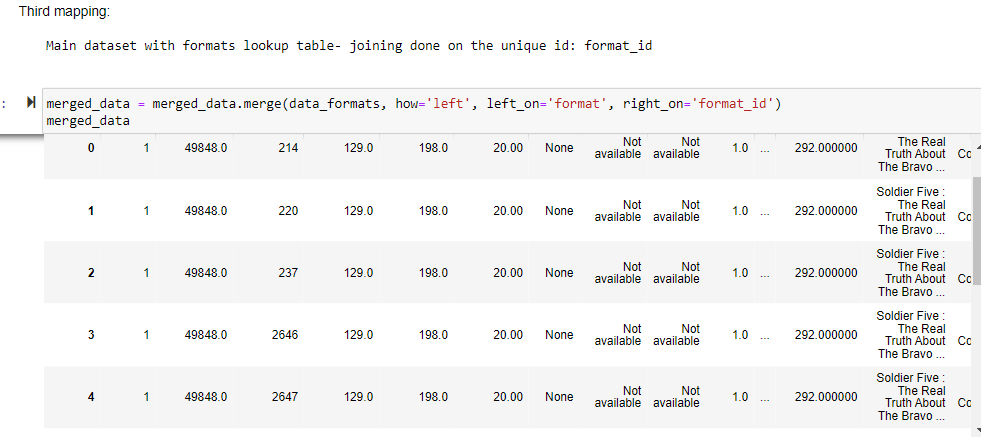 Third mapping:
Main dataset with formats lookup table- joining done on the unique id: format_id
:
merged_data = merged_data.merge(data_formats, how='left', left_on='format', right_on='format_id')
merged_data
0 1 49848.0 214 129.0 198.0 20.00 None Not available Not available 1.0 ... 292.000000 The Real Truth About The Bravo ... Co
1 1 49848.0 220 129.0 198.0 20.00 None Not available Not available 1.0 ... 292.000000 Soldier Five : The Real Truth About The Bravo ... Co
2 1 49848.0 237 129.0 198.0 20.00 None Not available Not available 1.0 ... 292.000000 Soldier Five : The Real Truth About The Bravo ... Co
3 1 49848.0 2646 129.0 198.0 20.00 None Not available Not available 1.0 ... 292.000000 Soldier Five : The Real Truth About The Bravo ... Co
4 1 49848.0 2647 129.0 198.0 20.00 None Not available Not available 1.0 ... 292.000000 Soldier Five : The Real Truth About The Bravo ... Co